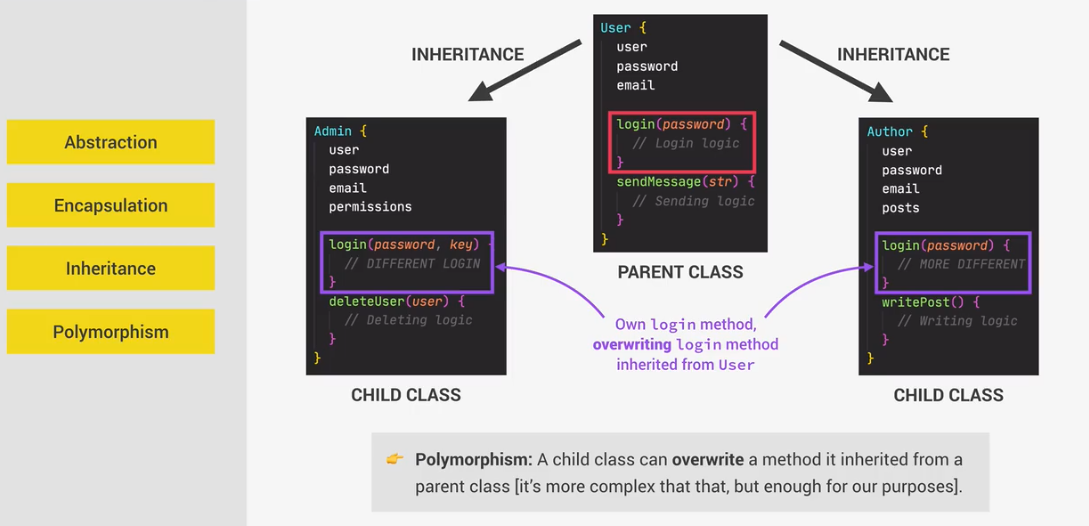 Abstraction
Encapsulation
Inheritance
Polymorphism
INHERITANCE
INHERITANCE
User {
user
password
email
login(password) {
// Login logic
}
sendMessage(str) {
// Sending logic
}
}
PARENT CLASS
Admin {
user
password
email
permissions
login(password, key) {
// DIFFERENT LOGIN
}
deleteUser(user) {
// Deleting logic
}
}
CHILD CLASS
Author {
user
password
email
posts
login(password) {
// MORE DIFFERENT
}
writePost() {
// Writing logic
}
}
CHILD CLASS
Own login method,
overwriting login method
inherited from User
👉 Polymorphism: A child class can overwrite a method it inherited from a
parent class [it's more complex that that, but enough for our purposes].